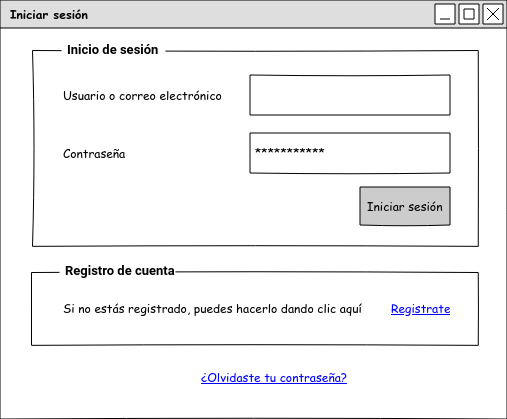 Iniciar sesión
Inicio de sesión
Usuario o correo electrónico
Contraseña ***********
Iniciar sesión
Registro de cuenta
Si no estás registrado, puedes hacerlo dando clic aquí Registrate
¿Olvidaste tu contraseña?